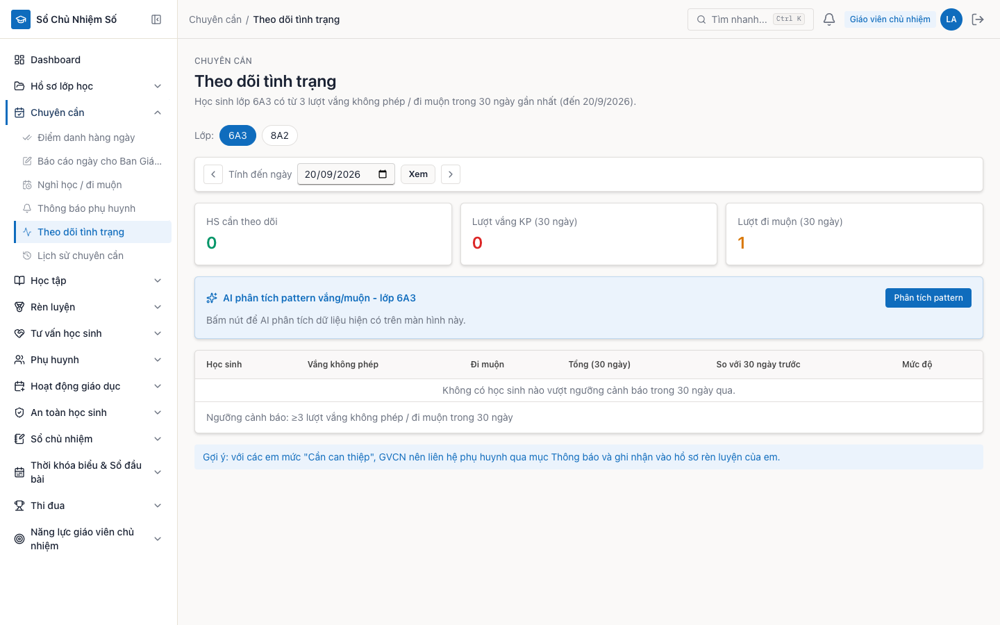 Sổ Chủ Nhiệm Số
Chuyên cần / Theo dõi tình trạng
Tìm nhanh... Ctrl K
Giáo viên chủ nhiệm
LA
Dashboard
Hồ sơ lớp học
Chuyên cần
Điểm danh hàng ngày
Báo cáo ngày cho Ban Giá...
Nghỉ học / đi muộn
Thông báo phụ huynh
Theo dõi tình trạng
Lịch sử chuyên cần
Học tập
Rèn luyện
Tư vấn học sinh
Phụ huynh
Hoạt động giáo dục
An toàn học sinh
Sổ chủ nhiệm
Thời khóa biểu & Sổ đầu
bài
Thi đua
Năng lực giáo viên chủ
nhiệm
CHUYÊN CẦN
Theo dõi tình trạng
Học sinh lớp 6A3 có từ 3 lượt vắng không phép / đi muộn trong 30 ngày gần nhất (đến 20/9/2026).
Lớp: 6A3 8A2
Tính đến ngày 20/09/2026 Xem
HS cần theo dõi
0
Lượt vắng KP (30 ngày)
0
Lượt đi muộn (30 ngày)
1
AI phân tích pattern vắng/muộn - lớp 6A3
Phân tích pattern
Bấm nút để AI phân tích dữ liệu hiện có trên màn hình này.
Học sinh Vắng không phép Đi muộn Tổng (30 ngày) So với 30 ngày trước Mức độ
Không có học sinh nào vượt ngưỡng cảnh báo trong 30 ngày qua.
Ngưỡng cảnh báo: ≥3 lượt vắng không phép / đi muộn trong 30 ngày
Gợi ý: với các em mức "Cần can thiệp", GVCN nên liên hệ phụ huynh qua mục Thông báo và ghi nhận vào hồ sơ rèn luyện của em.